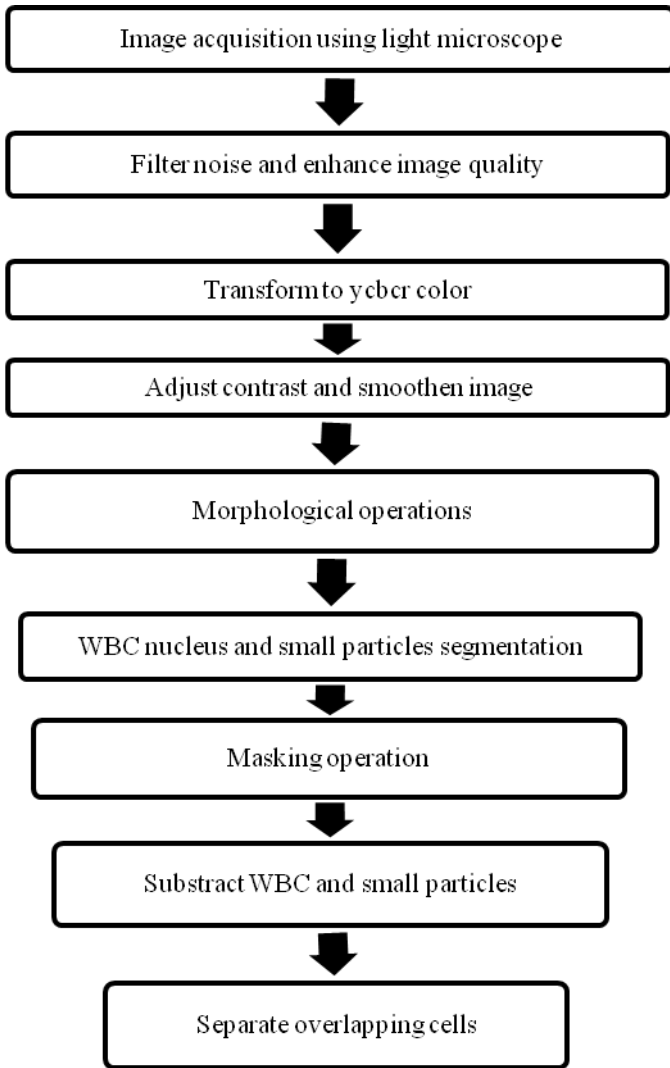 Image acquisition using light microscope
Filter noise and enhance image quality
Transform to ycbcr color
Adjust contrast and smoothen image
Morphological operations
WBC nucleus and small particles segmentation
Masking operation
Substract WBC and small particles
Separate overlapping cells